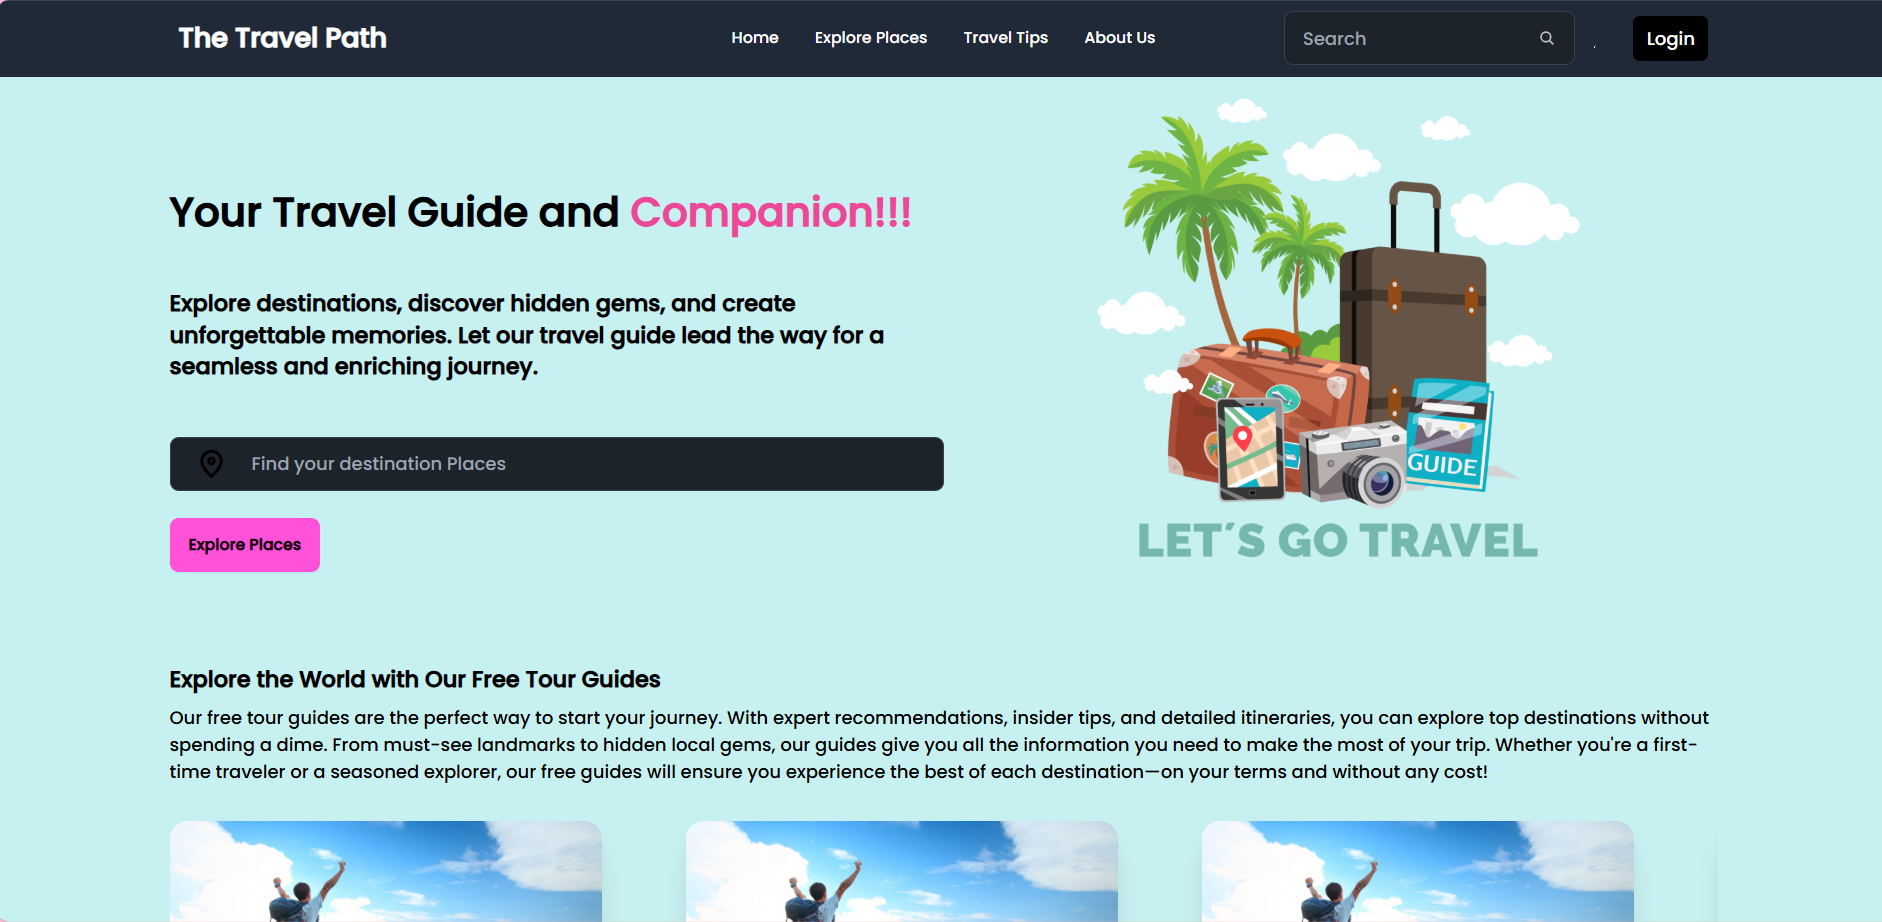 The Travel Path
Home
Explore Places
Travel Tips
About Us
Search
Login
Your Travel Guide and Companion!!!
Explore destinations, discover hidden gems, and create
unforgettable memories. Let our travel guide lead the way for a
seamless and enriching journey.
Find your destination Places
Explore Places
GUIDE
LET´S GO TRAVEL
Explore the World with Our Free Tour Guides
Our free tour guides are the perfect way to start your journey. With expert recommendations, insider tips, and detailed itineraries, you can explore top destinations without
spending a dime. From must-see landmarks to hidden local gems, our guides give you all the information you need to make the most of your trip. Whether you're a first-
time traveler or a seasoned explorer, our free guides will ensure you experience the best of each destination—on your terms and without any cost!